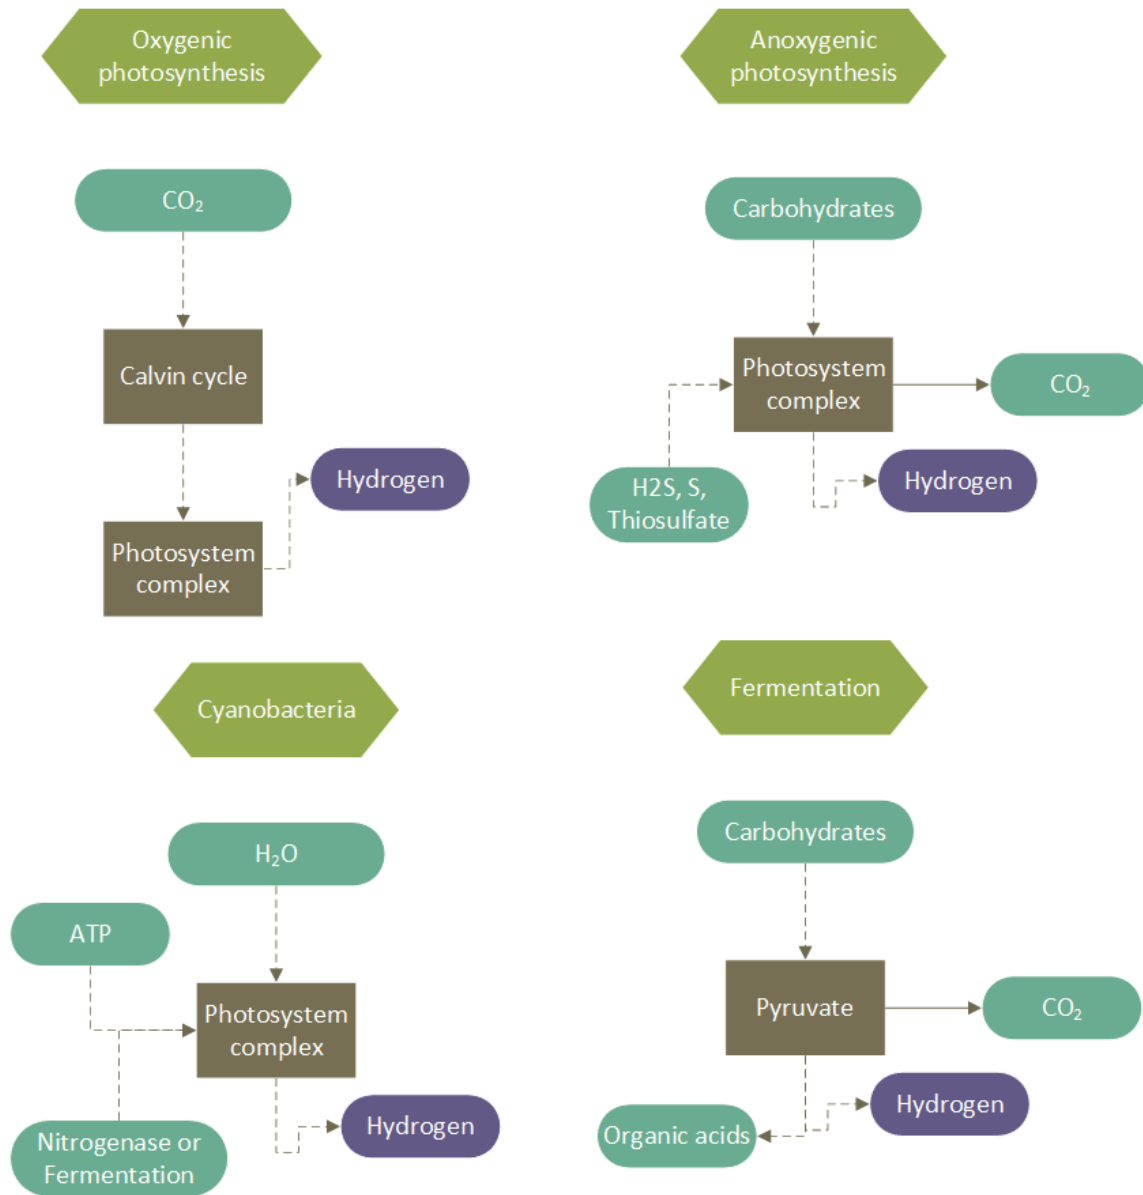 Oxygenic
photosynthesis
CO₂
Calvin cycle
Hydrogen
Photosystem
complex
Anoxygenic
photosynthesis
Carbohydrates
Photosystem
complex
CO₂
Hydrogen
H2S, S,
Thiosulfate
Cyanobacteria
H₂O
ATP
Photosystem
complex
Hydrogen
Nitrogenase or
Fermentation
Fermentation
Carbohydrates
Pyruvate
CO₂
Hydrogen
Organic acids